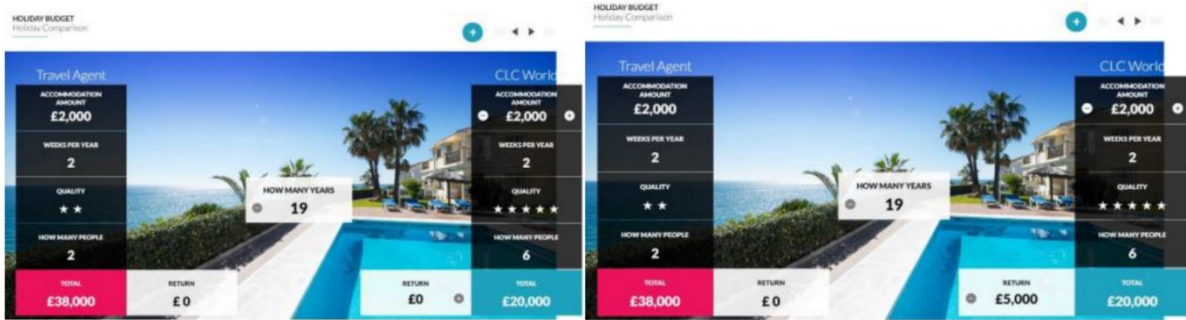 HOLIDAY BUDGET
Holiday Comparison
Travel Agent
CLC World
ACCOMMODATION
AMOUNT
£2,000
ACCOMMODATION
AMOUNT
£2,000
WEEKS PER YEAR
2
WEEKS PER YEAR
2
QUALITY
QUALITY
HOW MANY YEARS
19
HOW MANY PEOPLE
2
HOW MANY PEOPLE
6
TOTAL
£38,000
RETURN
£0
RETURN
£0
TOTAL
£20,000
HOLIDAY BUDGET
Holiday Comparison
Travel Agent
CLC World
ACCOMMODATION
AMOUNT
£2,000
ACCOMMODATION
AMOUNT
£2,000
WEEKS PER YEAR
2
WEEKS PER YEAR
2
QUALITY
QUALITY
HOW MANY YEARS
19
HOW MANY PEOPLE
2
HOW MANY PEOPLE
6
TOTAL
£38,000
RETURN
£0
RETURN
£5,000
TOTAL
£20,000